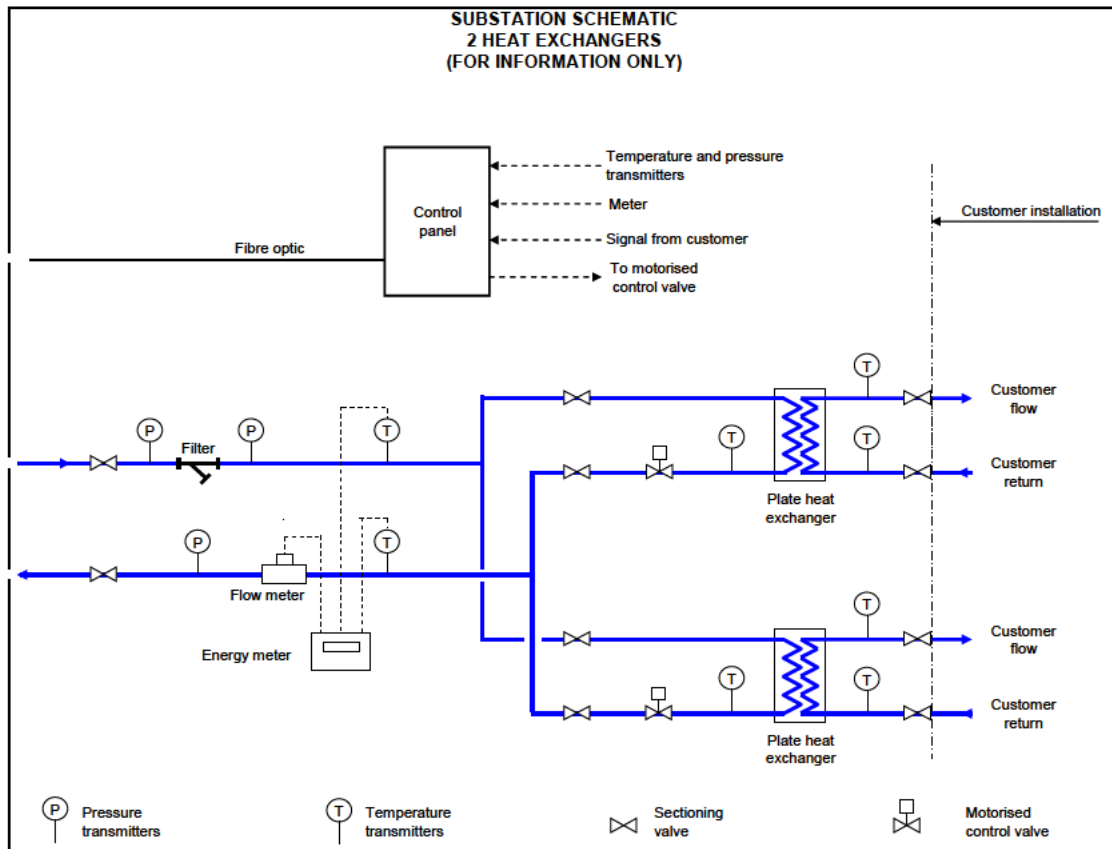 SUBSTATION SCHEMATIC
2 HEAT EXCHANGERS
(FOR INFORMATION ONLY)
Control
panel
Temperature and pressure
transmitters
Meter
Signal from customer
To motorised
control valve
Fibre optic
Customer installation
P
Filter
P
T
T
T
T
Customer
flow
Customer
return
Plate heat
exchanger
P
T
Flow meter
Energy meter
T
T
T
Customer
flow
Customer
return
Plate heat
exchanger
P
Pressure
transmitters
T
Temperature
transmitters
Sectioning
valve
Motorised
control valve